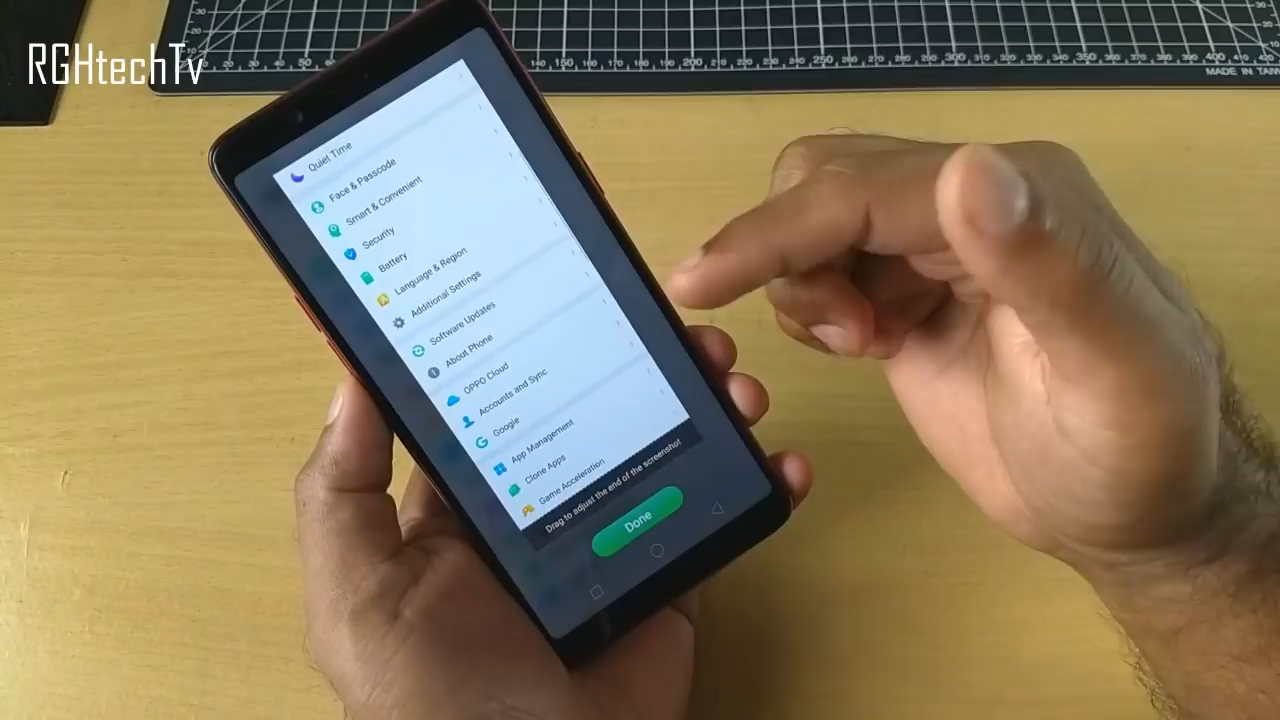 RGHtechTv
MADE IN TAIW
Quiet Time
Face & Passcode
Smart & Convenient
Security
Battery
Language & Region
Additional Settings
Software Updates
About Phone
OPPO Cloud
Accounts and Sync
Google
App Management
Clone Apps
Game Acceleration
Drag to adjust the end of the screenshot
Done